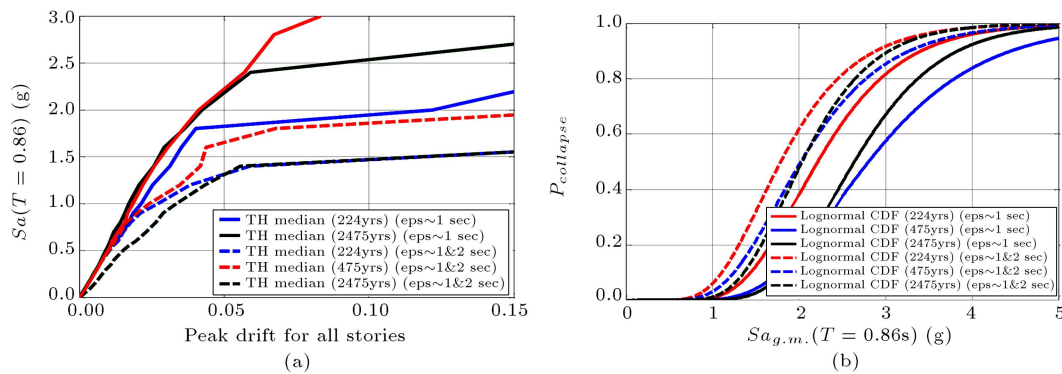 3.0
2.5
2.0
1.5
1.0
0.5
0.0
Sa(T = 0.86) (g)
TH median (224yrs) (eps∼1 sec)
TH median (2475yrs) (eps∼1 sec)
TH median (224yrs) (eps∼1&2 sec)
TH median (475yrs) (eps∼1&2 sec)
TH median (2475yrs) (eps∼1&2 sec)
0.00 0.05 0.10 0.15
Peak drift for all stories
(a)
1.0
0.8
0.6
0.4
0.2
0.0
P_collapse
Lognormal CDF (224yrs) (eps∼1 sec)
Lognormal CDF (475yrs) (eps∼1 sec)
Lognormal CDF (2475yrs) (eps∼1 sec)
Lognormal CDF (224yrs) (eps∼1&2 sec)
Lognormal CDF (475yrs) (eps∼1&2 sec)
Lognormal CDF (2475yrs) (eps∼1&2 sec)
0 1 2 3 4 5
Sa_g.m.(T = 0.86s) (g)
(b)